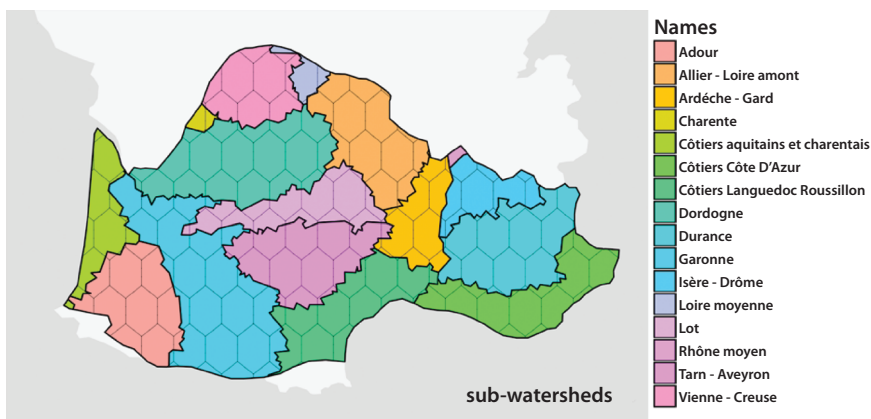 Names
Adour
Allier - Loire amont
Ardéche - Gard
Charente
Côtiers aquitains et charentais
Côtiers Côte D'Azur
Côtiers Languedoc Roussillon
Dordogne
Durance
Garonne
Isère - Drôme
Loire moyenne
Lot
Rhône moyen
Tarn - Aveyron
Vienne - Creuse
sub-watersheds